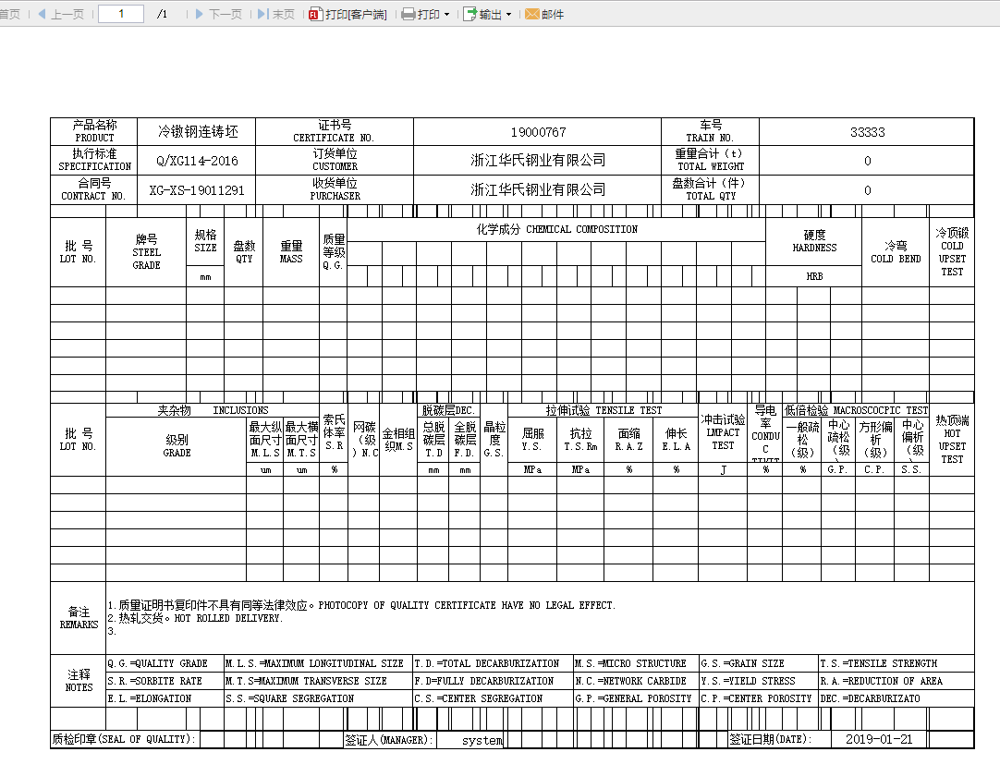 首页 上一页 1 /1 下一页 末页 打印[客户端] 打印 输出 邮件
产品名称 PRODUCT 冷镦钢连铸坯 证书号 CERTIFICATE NO. 19000767 车号 TRAIN NO. 33333
执行标准 SPECIFICATION Q/XG114-2016 订货单位 CUSTOMER 浙江华氏钢业有限公司 重量合计(t) TOTAL WEIGHT 0
合同号 CONTRACT NO. XG-XS-19011291 收货单位 PURCHASER 浙江华氏钢业有限公司 盘数合计(件) TOTAL QTY 0
批 号 LOT NO.
牌号 STEEL GRADE
规格 SIZE
mm
盘数 QTY
重量 MASS
质量等级 Q.G.
化学成分 CHEMICAL COMPOSITION
硬度 HARDNESS
HRB
冷弯 COLD BEND
冷顶锻 COLD UPSET TEST
批 号 LOT NO.
夹杂物 INCLUSIONS
级别 GRADE
最大纵面尺寸 M.L.S
um
最大横面尺寸 M.T.S
um
索氏体率 S.R
%
网碳(级) N.C
金相组织M.S
脱碳层DEC.
总脱碳层 T.D
mm
全脱碳层 F.D.
mm
晶粒度 G.S.
拉伸试验 TENSILE TEST
屈服 Y.S.
MPa
抗拉 T.S.Rm
MPa
面缩 R.A.Z
%
伸长 E.L.A
%
冲击试验 LMPACT TEST
J
导电率 CONDUC TIVIT
%
低倍检验 MACROSCOCPIC TEST
一般疏松(级)
%
中心疏松(级)
G.P.
方形偏析(级)
C.P.
中心偏析(级)
S.S.
热顶端 HOT UPSET TEST
备注 REMARKS
1.质量证明书复印件不具有同等法律效应。PHOTOCOPY OF QUALITY CERTIFICATE HAVE NO LEGAL EFFECT.
2.热轧交货。HOT ROLLED DELIVERY.
3.
注释 NOTES
Q.G.=QUALITY GRADE M.L.S.=MAXIMUM LONGITUDINAL SIZE T.D.=TOTAL DECARBURIZATION M.S.=MICRO STRUCTURE G.S.=GRAIN SIZE T.S.=TENSILE STRENGTH
S.R.=SORBITE RATE M.T.S=MAXIMUM TRANSVERSE SIZE F.D=FULLY DECARBURIZATION N.C.=NETWORK CARBIDE Y.S.=YIELD STRESS R.A.=REDUCTION OF AREA
E.L.=ELONGATION S.S.=SQUARE SEGREGATION C.S.=CENTER SEGREGATION G.P.=GENERAL POROSITY C.P.=CENTER POROSITY DEC.=DECARBURIZATO
质检印章(SEAL OF QUALITY): 签证人(MANAGER): system 签证日期(DATE): 2019-01-21